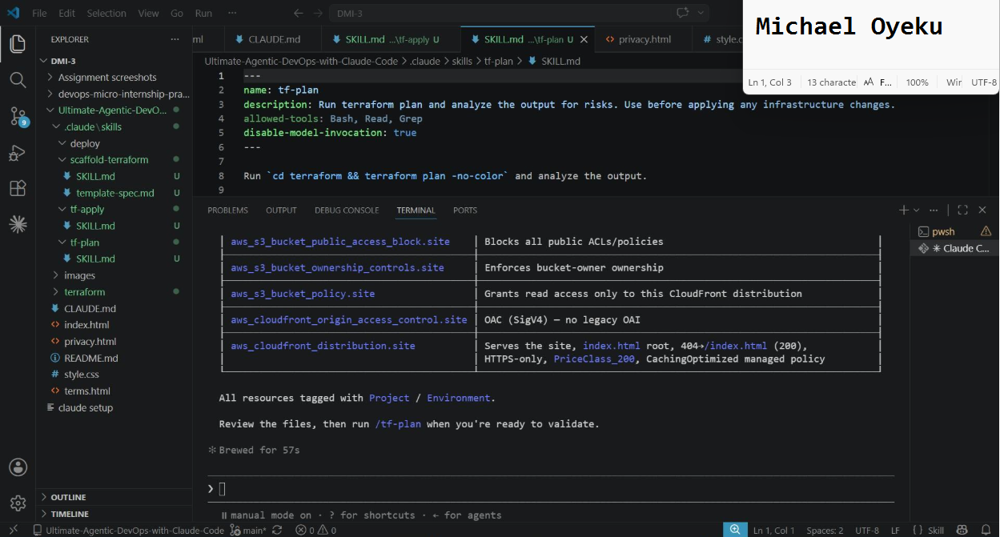 File Edit Selection View Go Run ···
DMI-3
Michael Oyeku
Ln 1, Col 3 13 characte F... 100% Wir UTF-8
EXPLORER ···
ml CLAUDE.md SKILL.md ...\tf-apply U SKILL.md ...\tf-plan U privacy.html # style.c
Ultimate-Agentic-DevOps-with-Claude-Code > .claude > skills > tf-plan > SKILL.md
DMI-3
Assignment screeshots
devops-micro-internship-pra...
Ultimate-Agentic-DevO...
.claude\skills
deploy
scaffold-terraform
SKILL.md U
template-spec.md U
tf-apply
SKILL.md U
tf-plan
SKILL.md U
images
terraform
CLAUDE.md
index.html
privacy.html
README.md
# style.css
terms.html
claude setup
OUTLINE
TIMELINE
9
1 ---
2 name: tf-plan
3 description: Run terraform plan and analyze the output for risks. Use before applying any infrastructure changes.
4 allowed-tools: Bash, Read, Grep
5 disable-model-invocation: true
6 ---
7
8 Run `cd terraform && terraform plan -no-color` and analyze the output.
9
PROBLEMS OUTPUT DEBUG CONSOLE TERMINAL PORTS
pwsh
Claude C...
aws_s3_bucket_public_access_block.site Blocks all public ACLs/policies
aws_s3_bucket_ownership_controls.site Enforces bucket-owner ownership
aws_s3_bucket_policy.site Grants read access only to this CloudFront distribution
aws_cloudfront_origin_access_control.site OAC (SigV4) — no legacy OAI
aws_cloudfront_distribution.site Serves the site, index.html root, 404→/index.html (200),
HTTPS-only, PriceClass_200, CachingOptimized managed policy
All resources tagged with Project / Environment.
Review the files, then run /tf-plan when you're ready to validate.
✻ Brewed for 57s
❯
⏸ manual mode on · ? for shortcuts · ← for agents
Ultimate-Agentic-DevOps-with-Claude-Code main* 0 0 Ln 1, Col 1 Spaces: 2 UTF-8 LF { } Skill